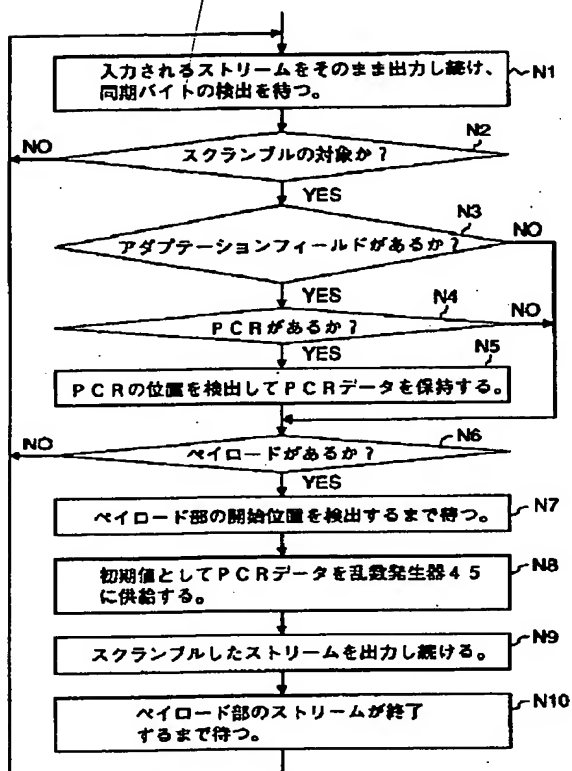 入力されるストリームをそのまま出力し続け、
同期バイトの検出を待つ。
N1
N2
NO
スクランブルの対象か?
YES
N3
NO
アダプテーションフィールドがあるか?
YES
N4
NO
PCRがあるか?
YES
N5
PCRの位置を検出してPCRデータを保持する。
NO
N6
ペイロードがあるか?
YES
ペイロード部の開始位置を検出するまで待つ。
N7
初期値としてPCRデータを乱数発生器45
に供給する。
N8
スクランブルしたストリームを出力し続ける。
N9
ペイロード部のストリームが終了
するまで待つ。
N10